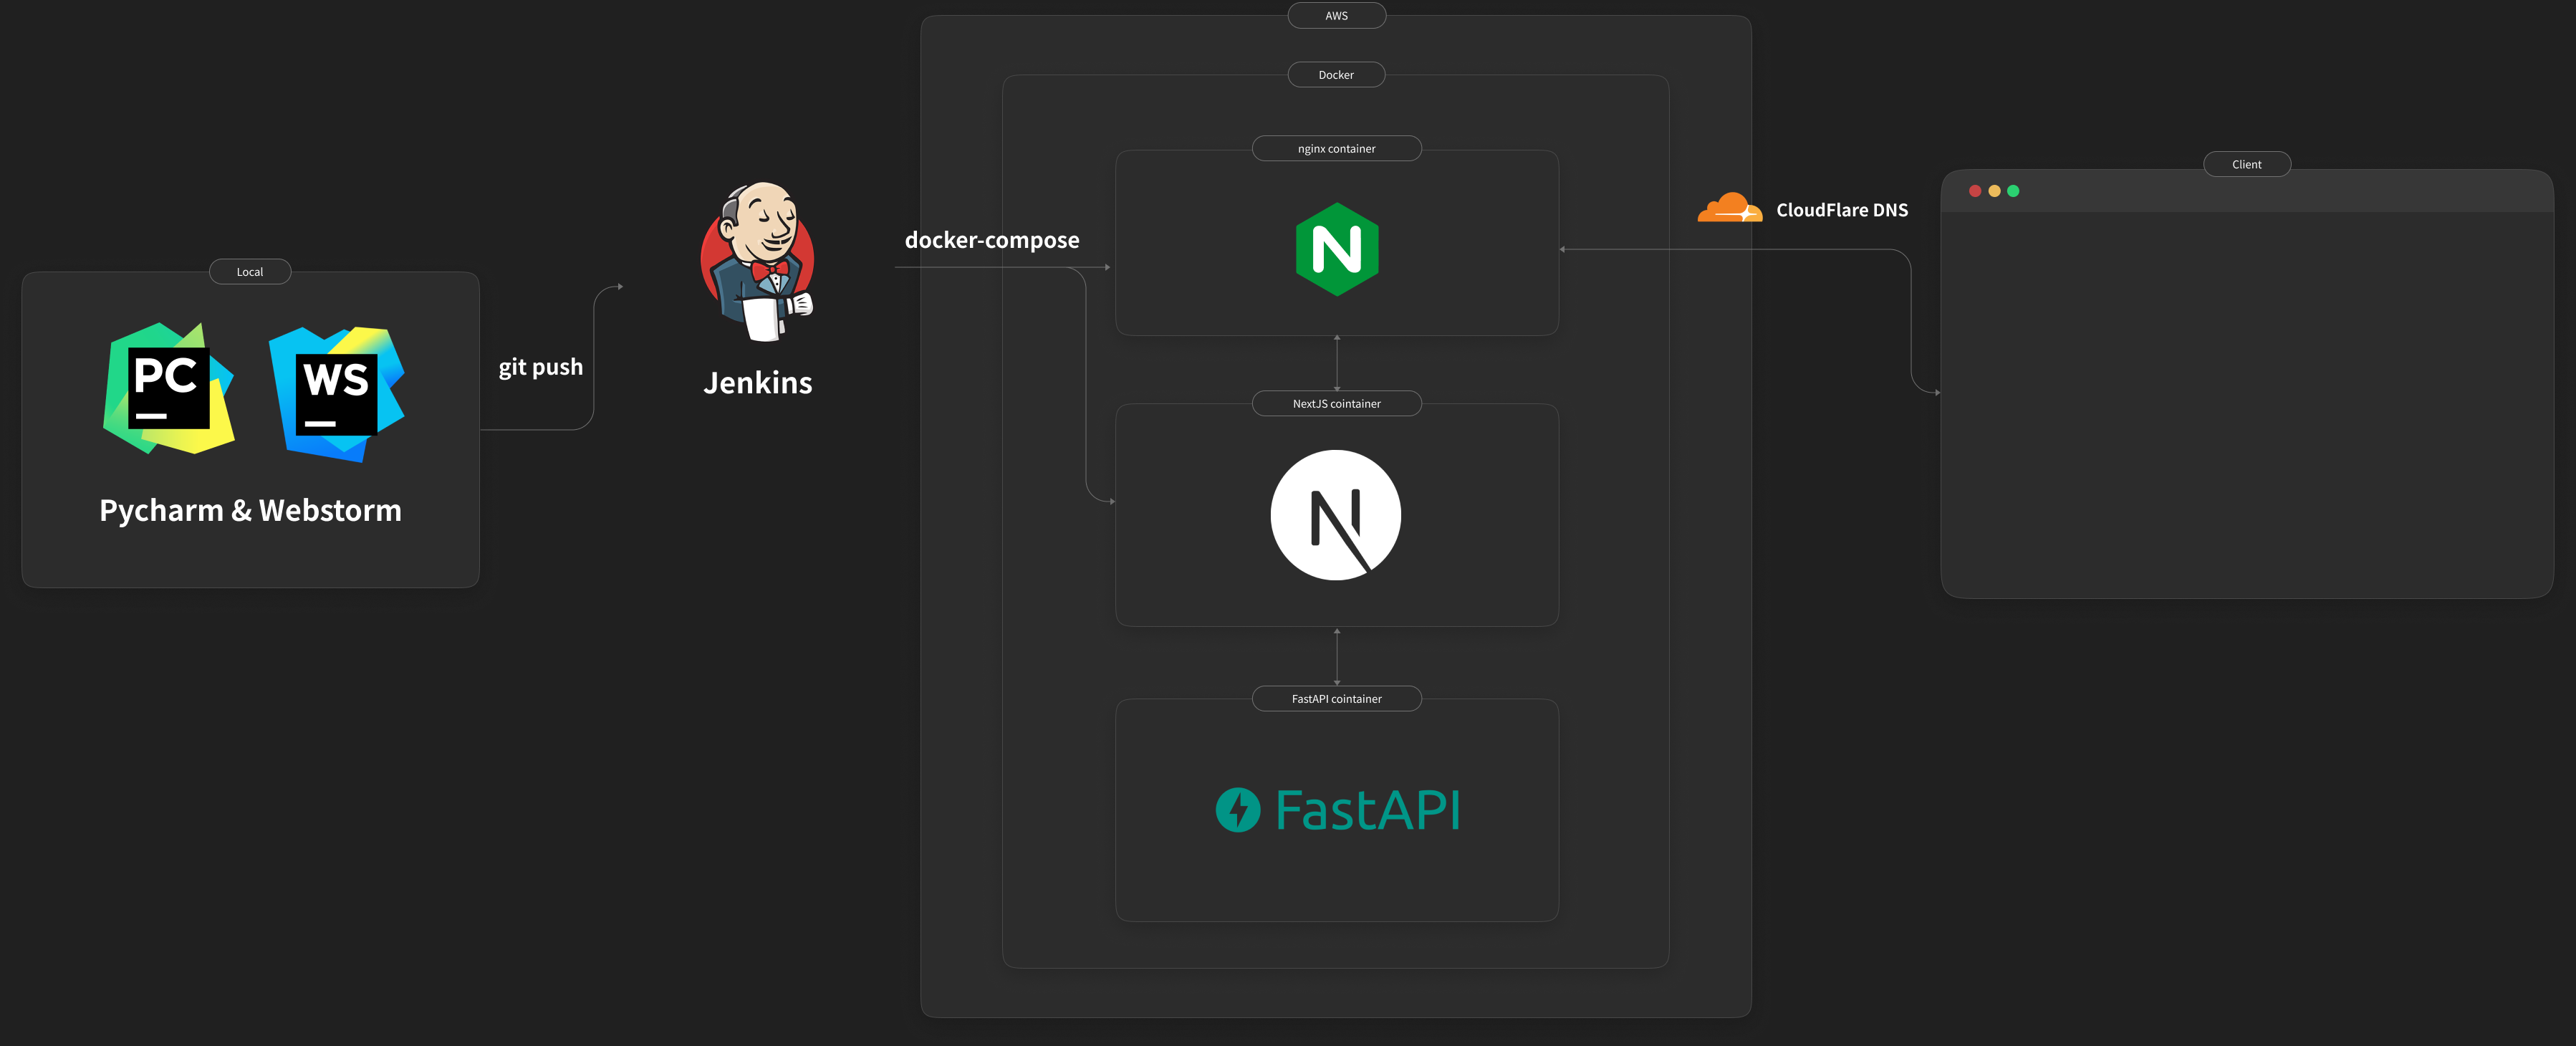 AWS
Docker
nginx container
Client
CloudFlare DNS
docker-compose
Local
PC
WS
git push
Jenkins
NextJS cointainer
Pycharm & Webstorm
FastAPI cointainer
FastAPI